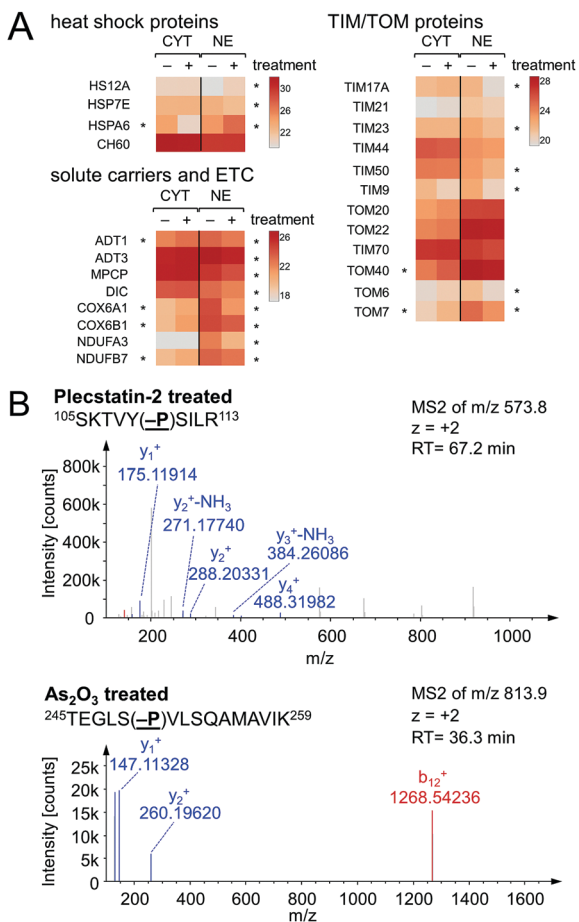 A
heat shock proteins
CYT NE
– + – + treatment
HS12A *
HSP7E *
HSPA6 * *
CH60
30
26
22
solute carriers and ETC
CYT NE
– + – + treatment
ADT1 * *
ADT3 *
MPCP *
DIC *
COX6A1 * *
COX6B1 * *
NDUFA3 *
NDUFB7 * *
26
22
18
TIM/TOM proteins
CYT NE
– + – + treatment
TIM17A *
TIM21
TIM23 *
TIM44
TIM50 *
TIM9 *
TOM20
TOM22
TIM70
TOM40 *
TOM6 *
TOM7 * *
28
24
20
B
Plecstatin-2 treated
¹⁰⁵SKTVY(–P)SILR¹¹³
MS2 of m/z 573.8
z = +2
RT= 67.2 min
Intensity [counts]
800k
600k
400k
200k
0
y₁⁺
175.11914
y₂⁺-NH₃
271.17740
y₂⁺
288.20331
y₃⁺-NH₃
384.26086
y₄⁺
488.31982
200 400 600 800 1000
m/z
As₂O₃ treated
²⁴⁵TEGLS(–P)VLSQAMAVIK²⁵⁹
MS2 of m/z 813.9
z = +2
RT= 36.3 min
Intensity [counts]
25k
20k
15k
10k
5k
0
y₁⁺
147.11328
y₂⁺
260.19620
b₁₂⁺
1268.54236
200 400 600 800 1000 1200 1400 1600
m/z